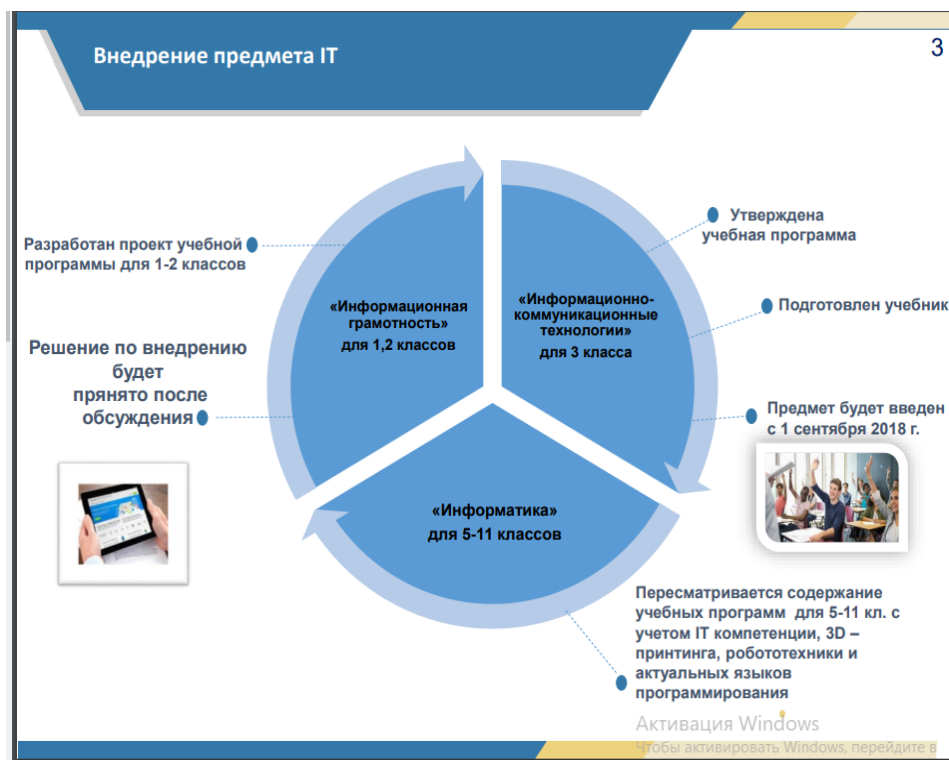 Внедрение предмета IT
3
Разработан проект учебной
программы для 1-2 классов
Решение по внедрению
будет
прянято после
обсуждения
«Информационная
грамотность»
для 1,2 классов
«Информационно-
коммуникационные
технологии»
для 3 класса
Утверждена
учебная программа
Подготовлен учебник
Предмет будет введен
с 1 сентября 2018 г.
«Информатика»
для 5-11 классов
Пересматривается содержание
учебных программ для 5-11 кл. с
учетом IT компетенции, 3D –
принтинга, робототехники и
актуальных языков
программирования
Активация Windows
Чтобы активировать Windows, перейдите в